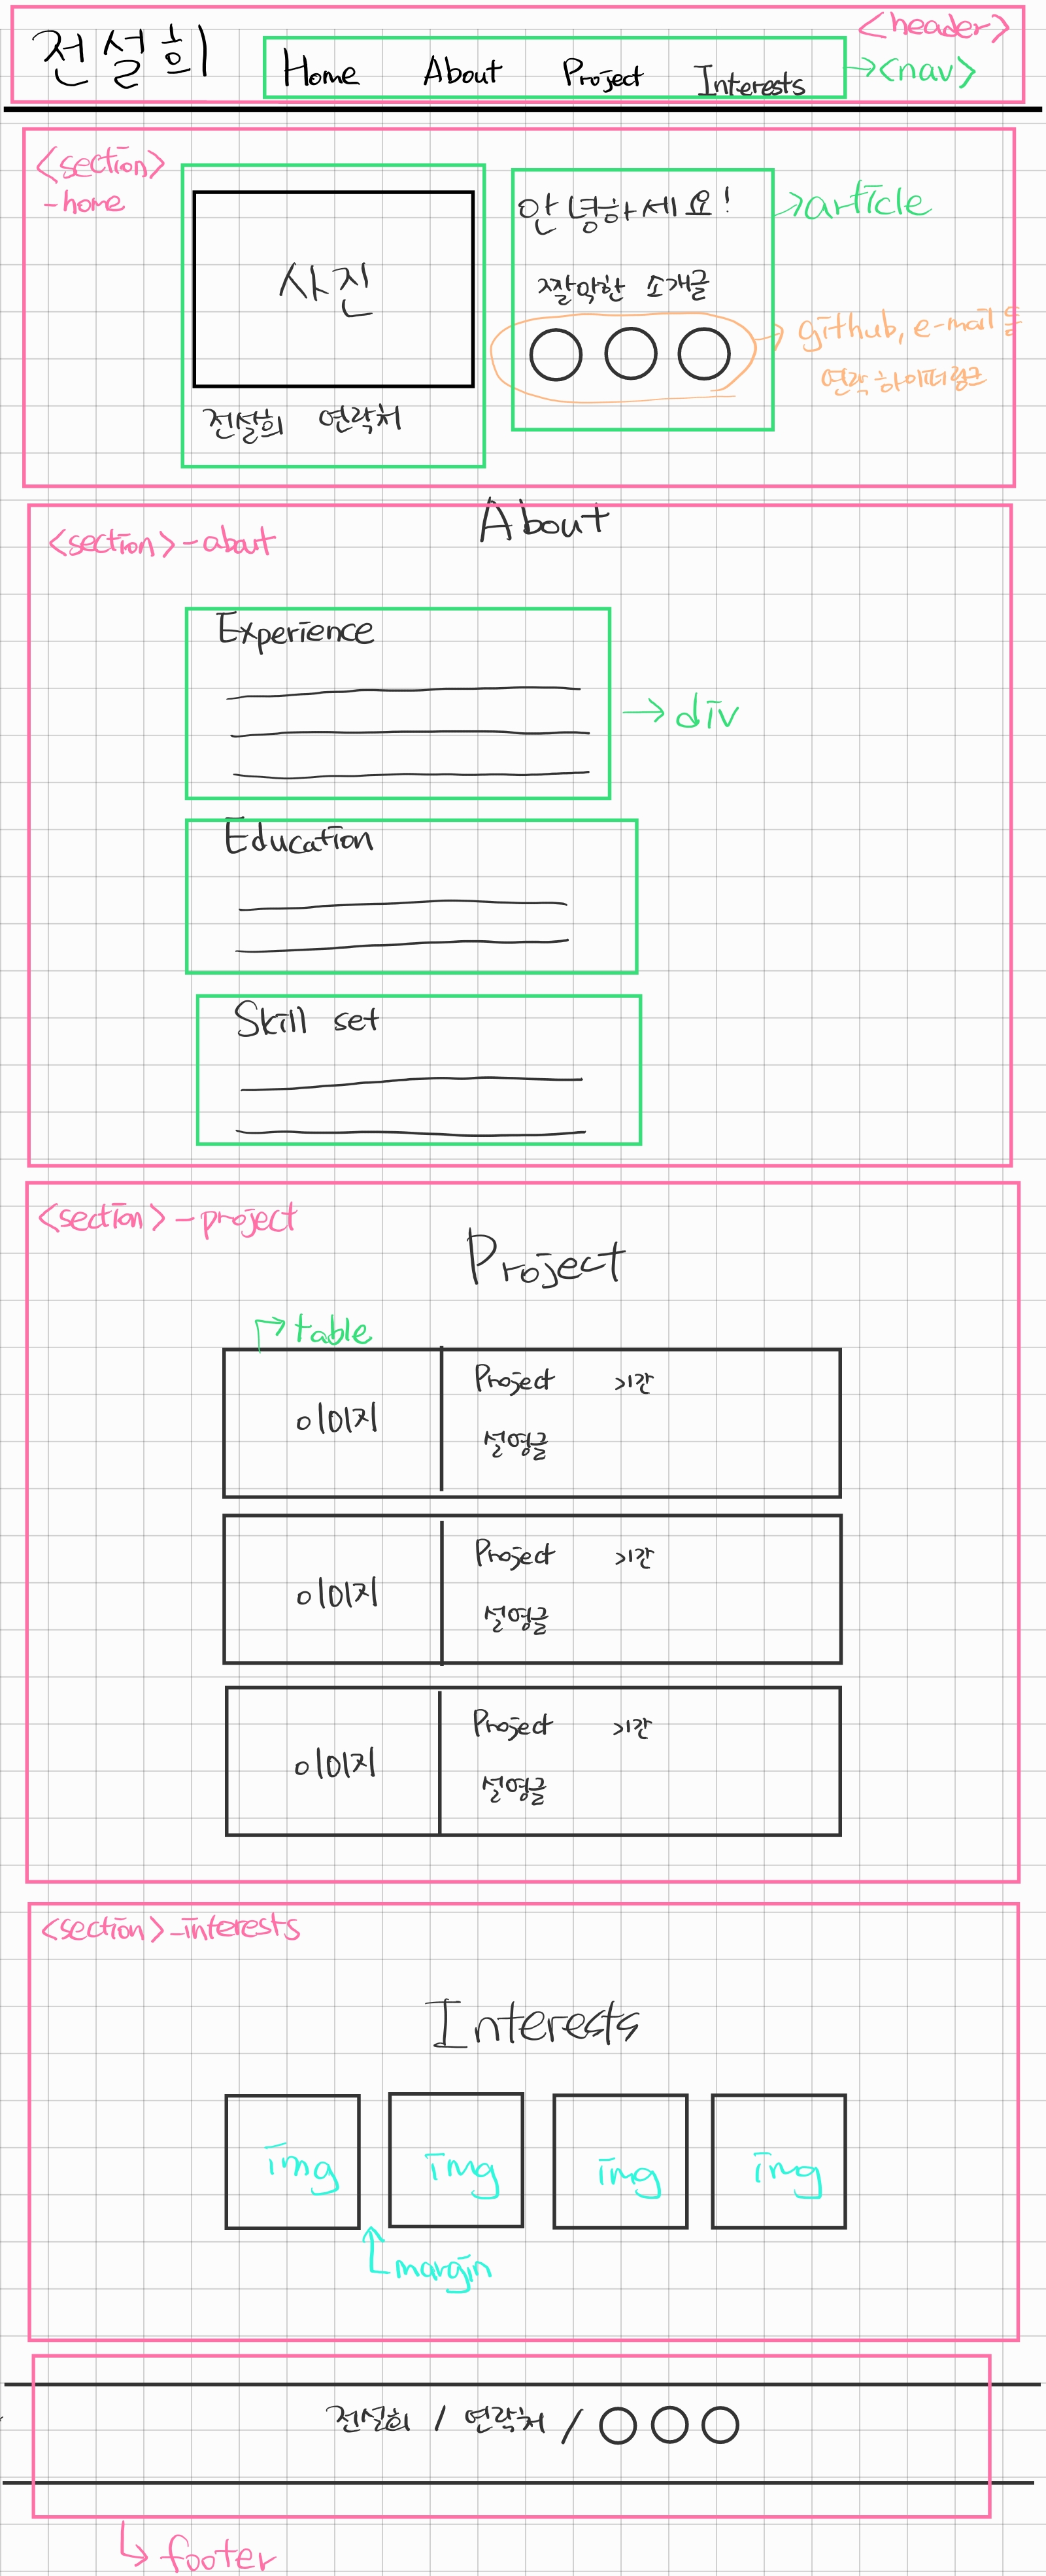 전설희 Home About Project Interests
<header>
→<nav>
<section>
-home
사진
전설희 연락처
안녕하세요!
짤막한 소개글
→article
→ github, e-mail 등
연락 하이퍼링크
About
<section>-about
Experience
→ div
Education
Skill set
<section>-project
Project
→ table
이미지
Project 기간
설명글
이미지
Project 기간
설명글
이미지
Project 기간
설명글
<section>-interests
Interests
img img img img
margin
전설희 / 연락처 /
footer